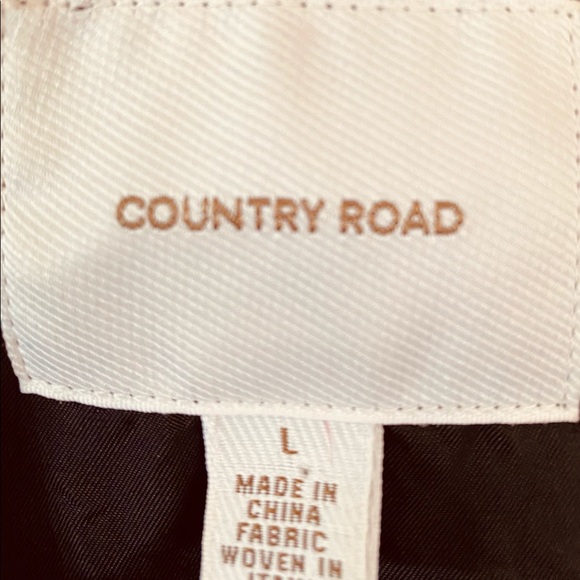 COUNTRY ROAD
L
MADE IN
CHINA
FABRIC
WOVEN IN